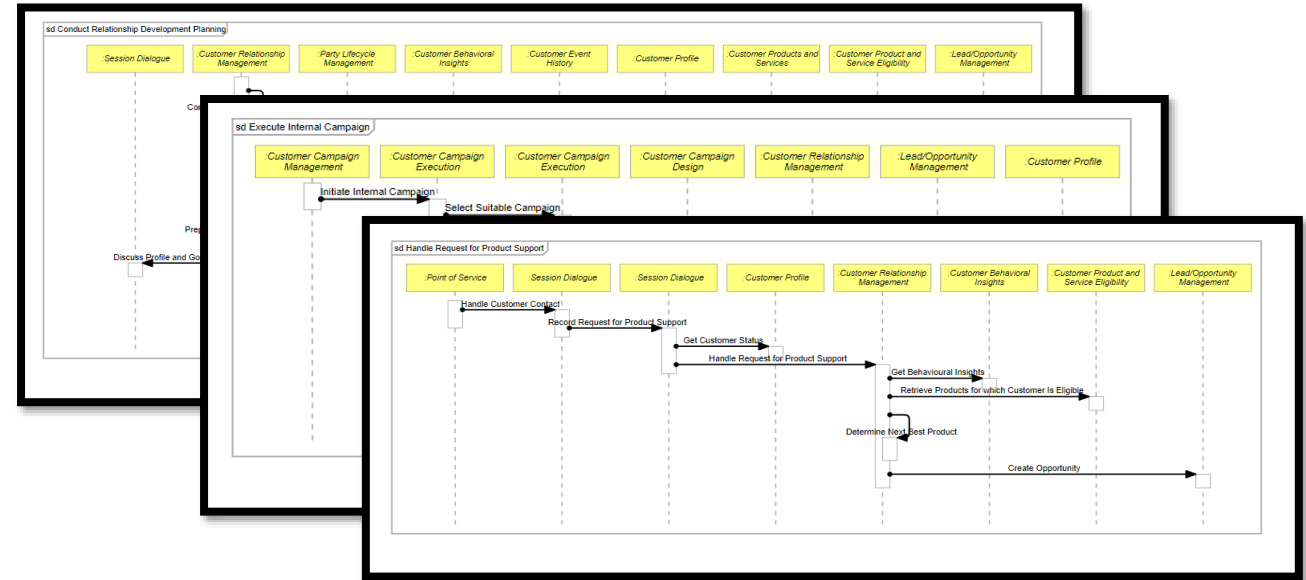 sd Conduct Relationship Development Planning
:Session Dialogue
:Customer Relationship
Management
:Party Lifecycle
Management
:Customer Behavioral
Insights
:Customer Event
History
:Customer Profile
:Customer Products and
Services
:Customer Product and
Service Eligibility
:Lead/Opportunity
Management
Discuss Profile and Go
sd Execute Internal Campaign
:Customer Campaign
Management
:Customer Campaign
Execution
:Customer Campaign
Execution
:Customer Campaign
Design
:Customer Relationship
Management
:Lead/Opportunity
Management
:Customer Profile
Initiate Internal Campaign
Select Suitable Campaign
sd Handle Request for Product Support
:Point of Service
:Session Dialogue
:Session Dialogue
:Customer Profile
:Customer Relationship
Management
:Customer Behavioral
Insights
:Customer Product and
Service Eligibility
:Lead/Opportunity
Management
Handle Customer Contact
Record Request for Product Support
Get Customer Status
Handle Request for Product Support
Get Behavioural Insights
Retrieve Products for which Customer Is Eligible
Determine Next Best Product
Create Opportunity